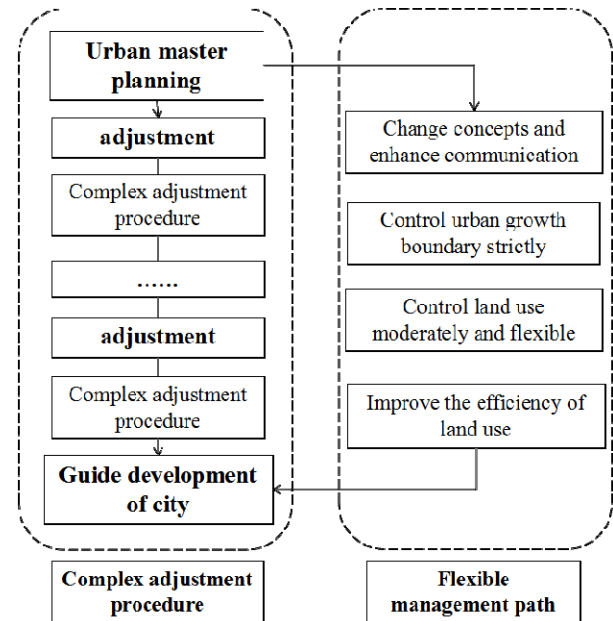 Urban master
planning
adjustment
Complex adjustment
procedure
......
adjustment
Complex adjustment
procedure
Guide development
of city
Complex adjustment
procedure
Change concepts and
enhance communication
Control urban growth
boundary strictly
Control land use
moderately and flexible
Improve the efficiency of
land use
Flexible
management path